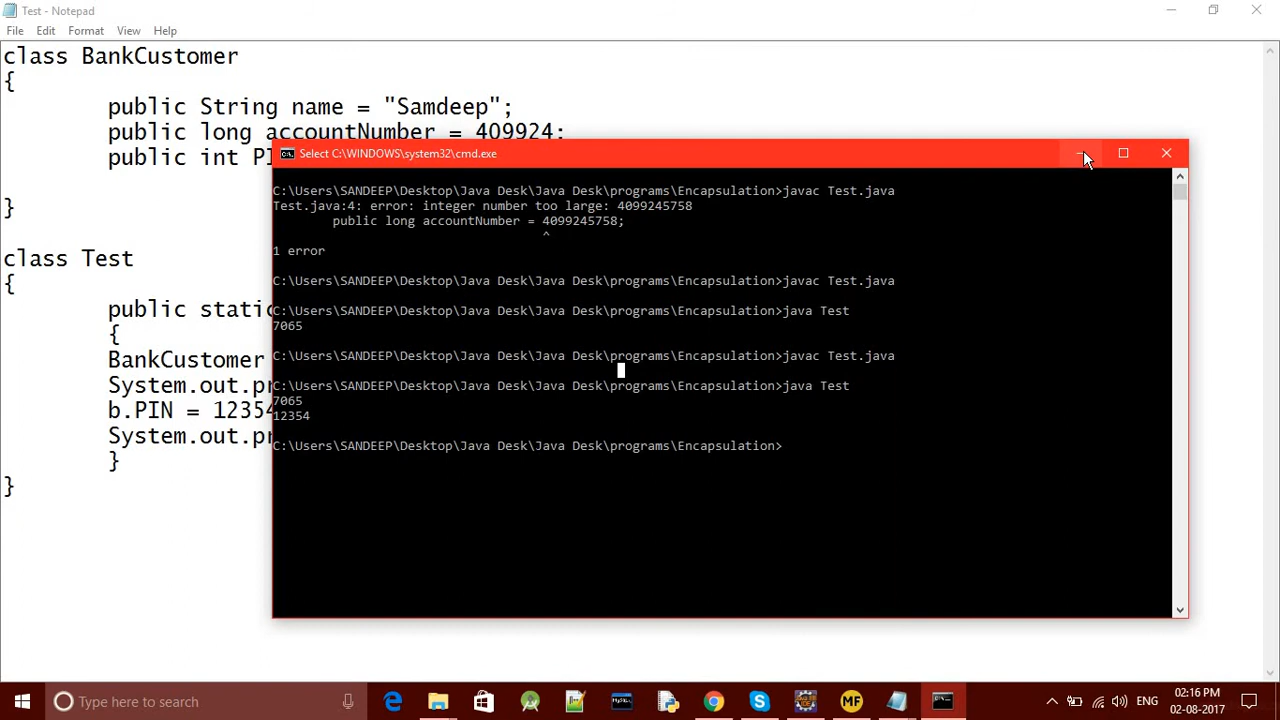 Test - Notepad
File Edit Format View Help
class BankCustomer
{
public String name = "Samdeep";
public long accountNumber = 409924;
public int PI
}
class Test
{
public static
{
BankCustomer
System.out.pr
b.PIN = 12354
System.out.pr
}
}
Select C:\WINDOWS\system32\cmd.exe
C:\Users\SANDEEP\Desktop\Java Desk\Java Desk\programs\Encapsulation>javac Test.java
Test.java:4: error: integer number too large: 4099245758
public long accountNumber = 4099245758;
^
1 error
C:\Users\SANDEEP\Desktop\Java Desk\Java Desk\programs\Encapsulation>javac Test.java
C:\Users\SANDEEP\Desktop\Java Desk\Java Desk\programs\Encapsulation>java Test
7065
C:\Users\SANDEEP\Desktop\Java Desk\Java Desk\programs\Encapsulation>javac Test.java
C:\Users\SANDEEP\Desktop\Java Desk\Java Desk\programs\Encapsulation>java Test
7065
12354
C:\Users\SANDEEP\Desktop\Java Desk\Java Desk\programs\Encapsulation>
Type here to search
ENG
02:16 PM
02-08-2017